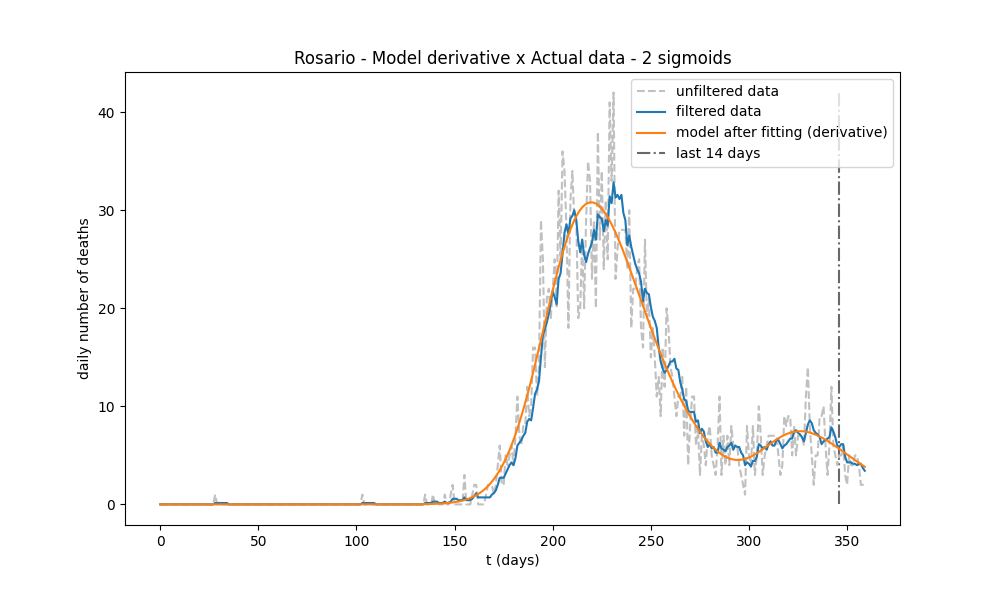 Rosario - Model derivative x Actual data - 2 sigmoids
unfiltered data
filtered data
model after fitting (derivative)
last 14 days
daily number of deaths
40
30
20
10
0
0 50 100 150 200 250 300 350
t (days)